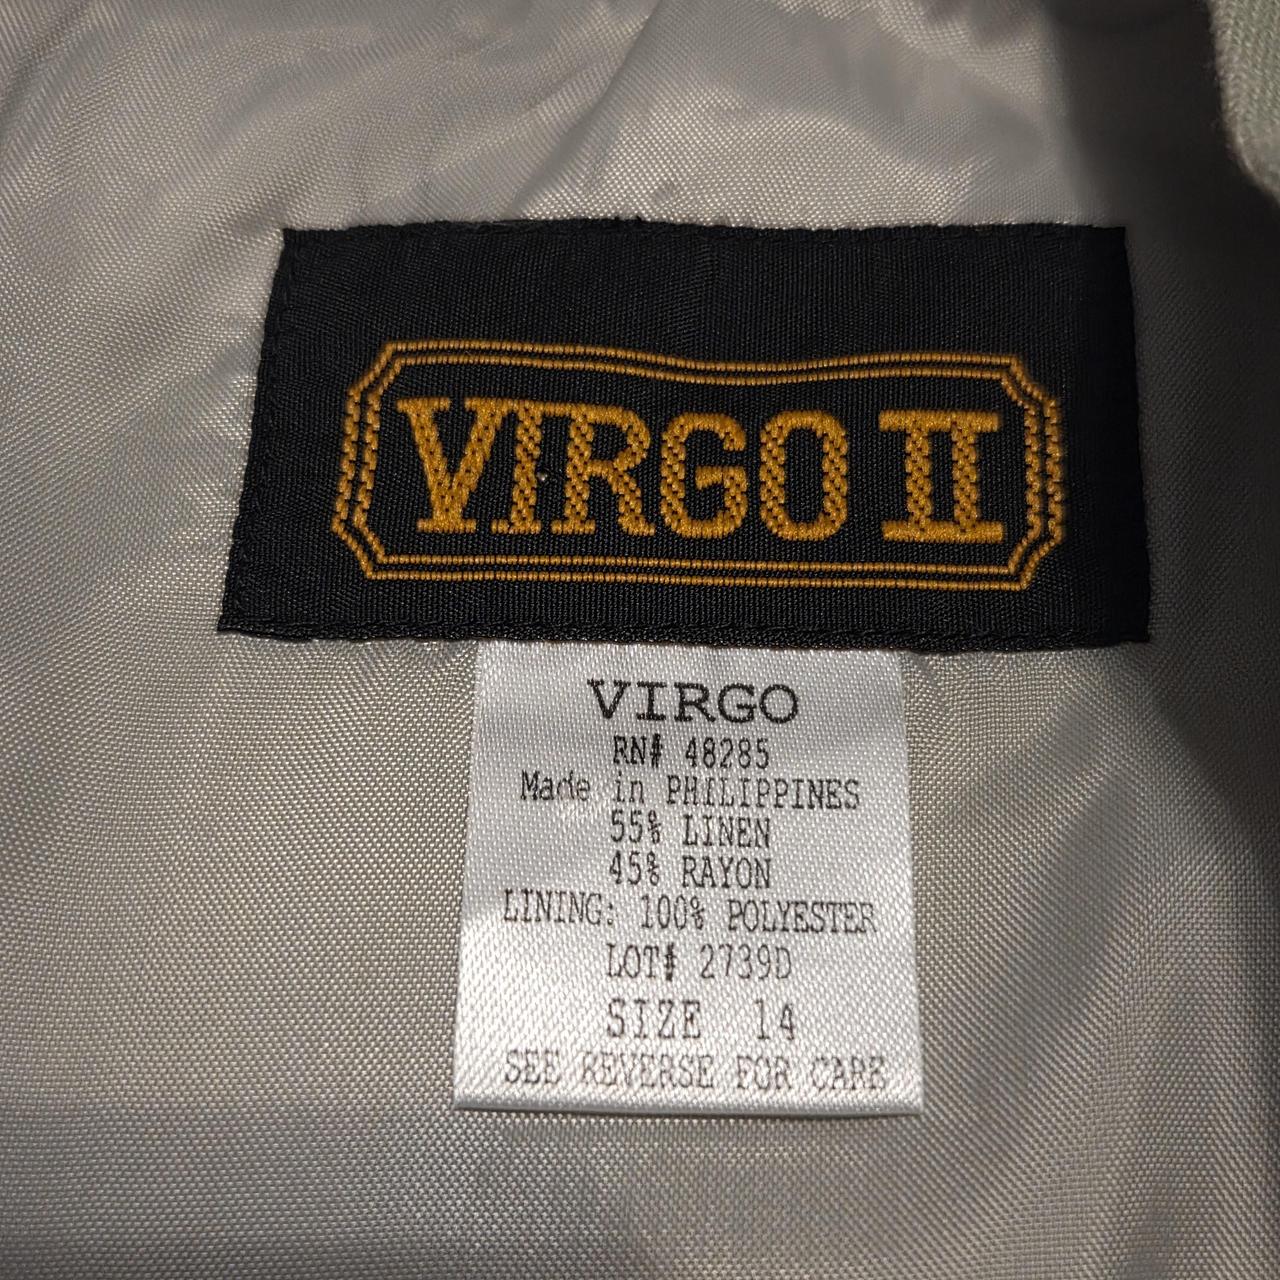 VIRGO II
VIRGO
RN# 48285
Made in PHILIPPINES
55% LINEN
45% RAYON
LINING: 100% POLYESTER
LOT# 2739D
SIZE 14
SEE REVERSE FOR CARE